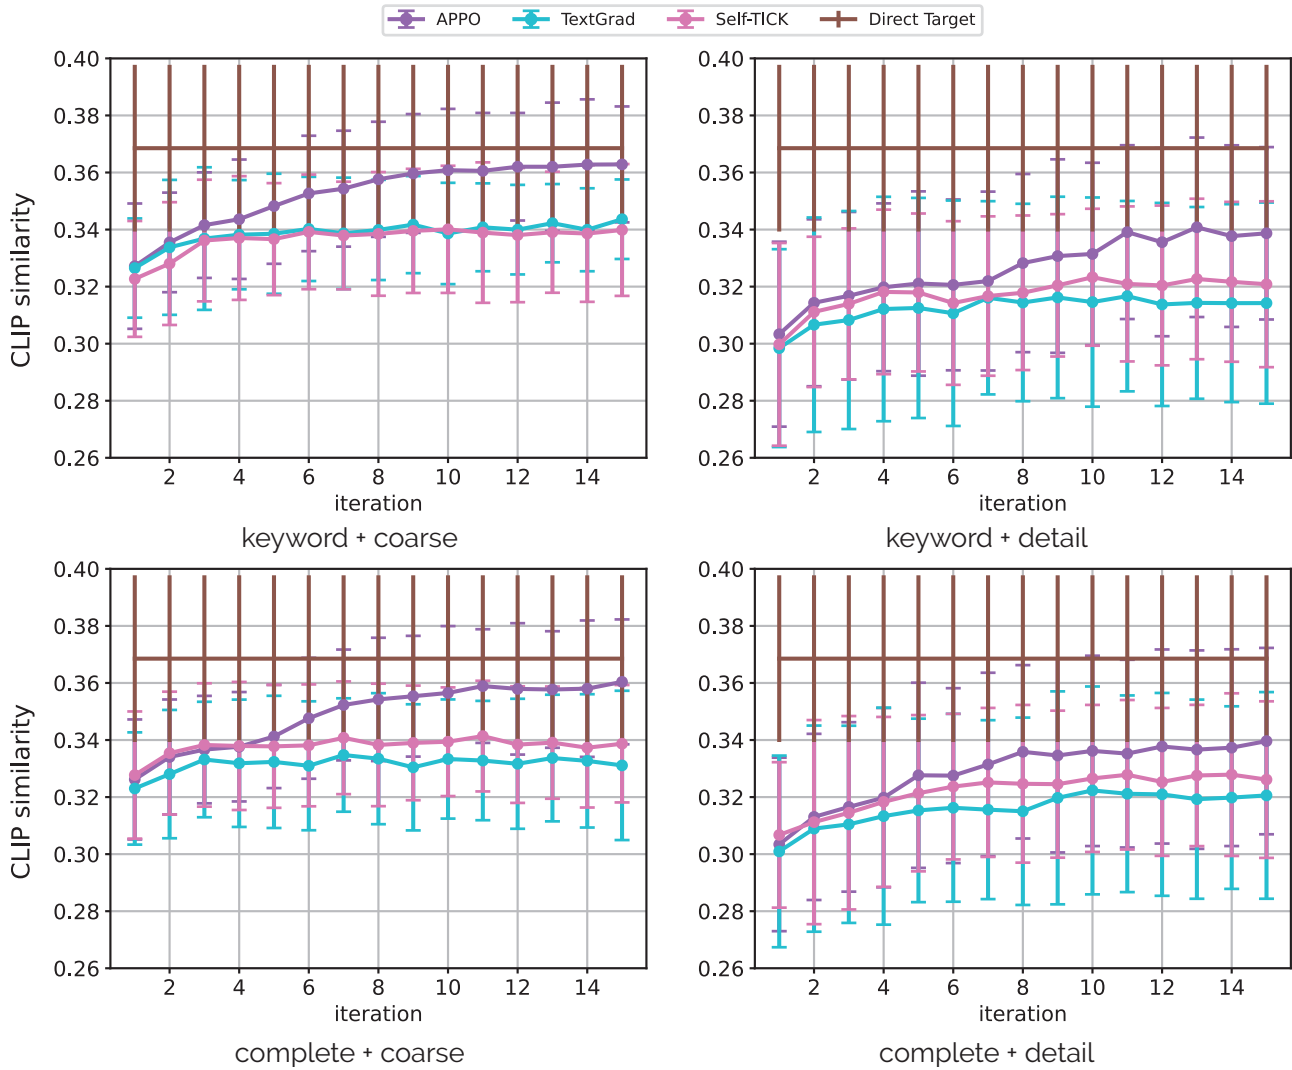 APPO TextGrad Self-TICK Direct Target
0.40 0.40
0.38 0.38
0.36 0.36
0.34 0.34
0.32 0.32
0.30 0.30
0.28 0.28
0.26 0.26
CLIP similarity
2 4 6 8 10 12 14 2 4 6 8 10 12 14
iteration iteration
keyword + coarse keyword + detail
0.40 0.40
0.38 0.38
0.36 0.36
0.34 0.34
0.32 0.32
0.30 0.30
0.28 0.28
0.26 0.26
CLIP similarity
2 4 6 8 10 12 14 2 4 6 8 10 12 14
iteration iteration
complete + coarse complete + detail